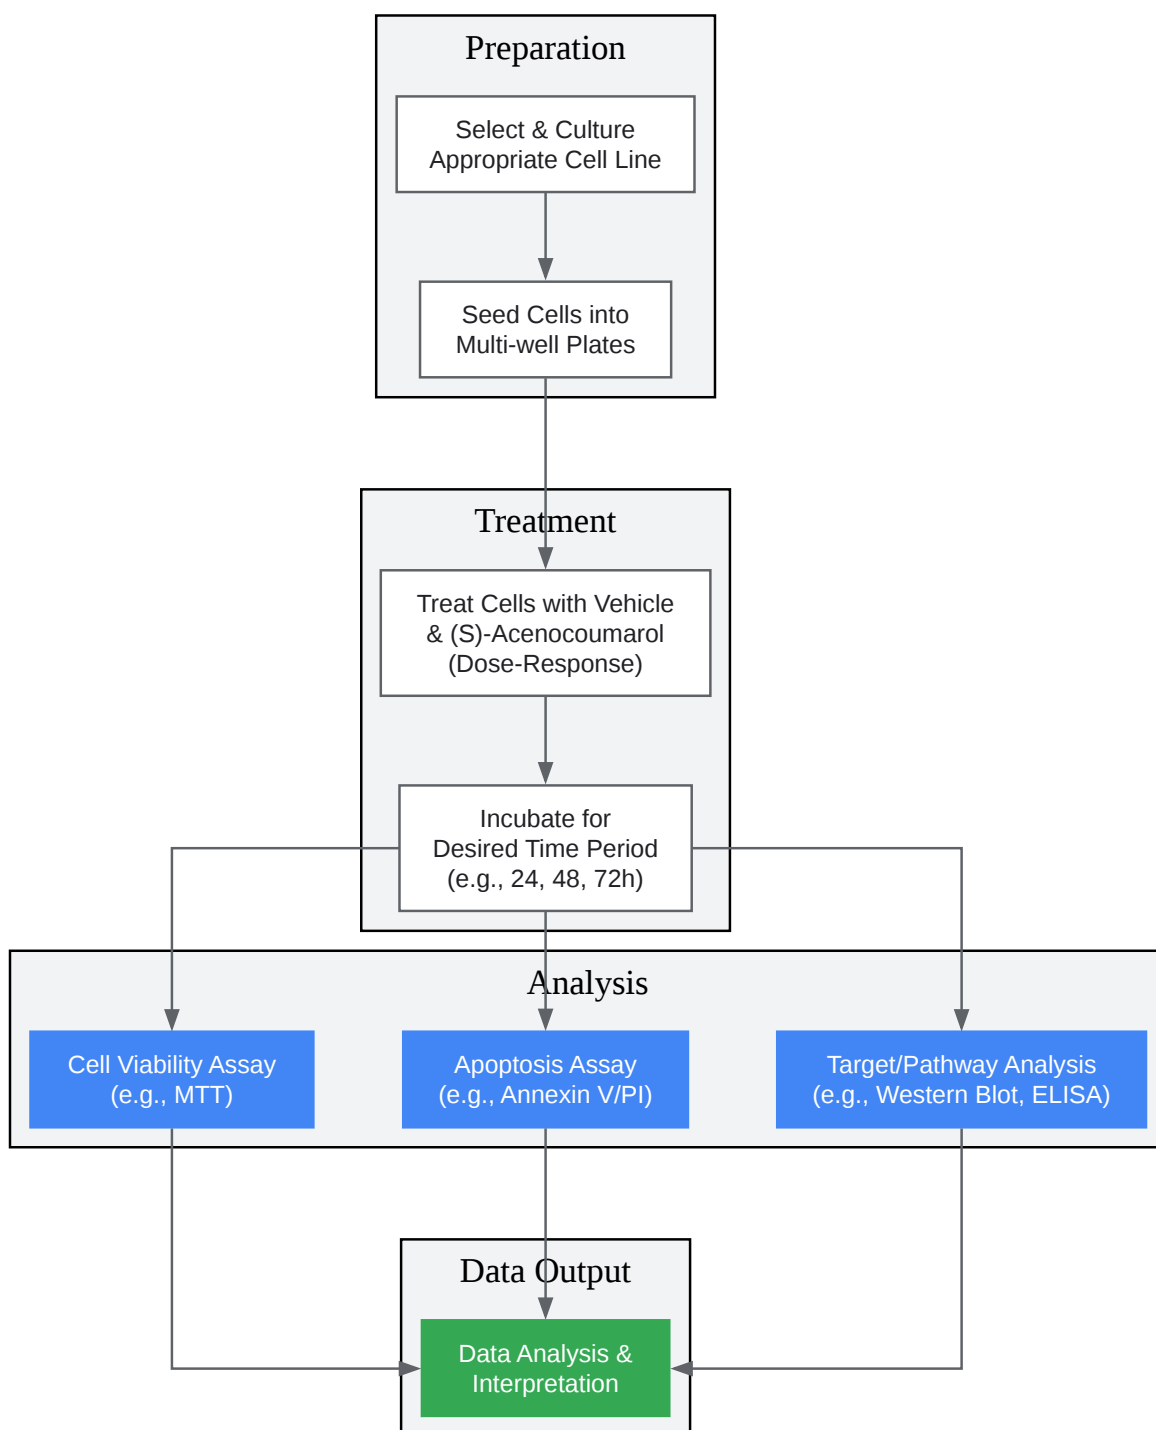 Preparation
Select & Culture
Appropriate Cell Line
Seed Cells into
Multi-well Plates
Treatment
Treat Cells with Vehicle
& (S)-Acenocoumarol
(Dose-Response)
Incubate for
Desired Time Period
(e.g., 24, 48, 72h)
Analysis
Cell Viability Assay
(e.g., MTT)
Apoptosis Assay
(e.g., Annexin V/PI)
Target/Pathway Analysis
(e.g., Western Blot, ELISA)
Data Output
Data Analysis &
Interpretation